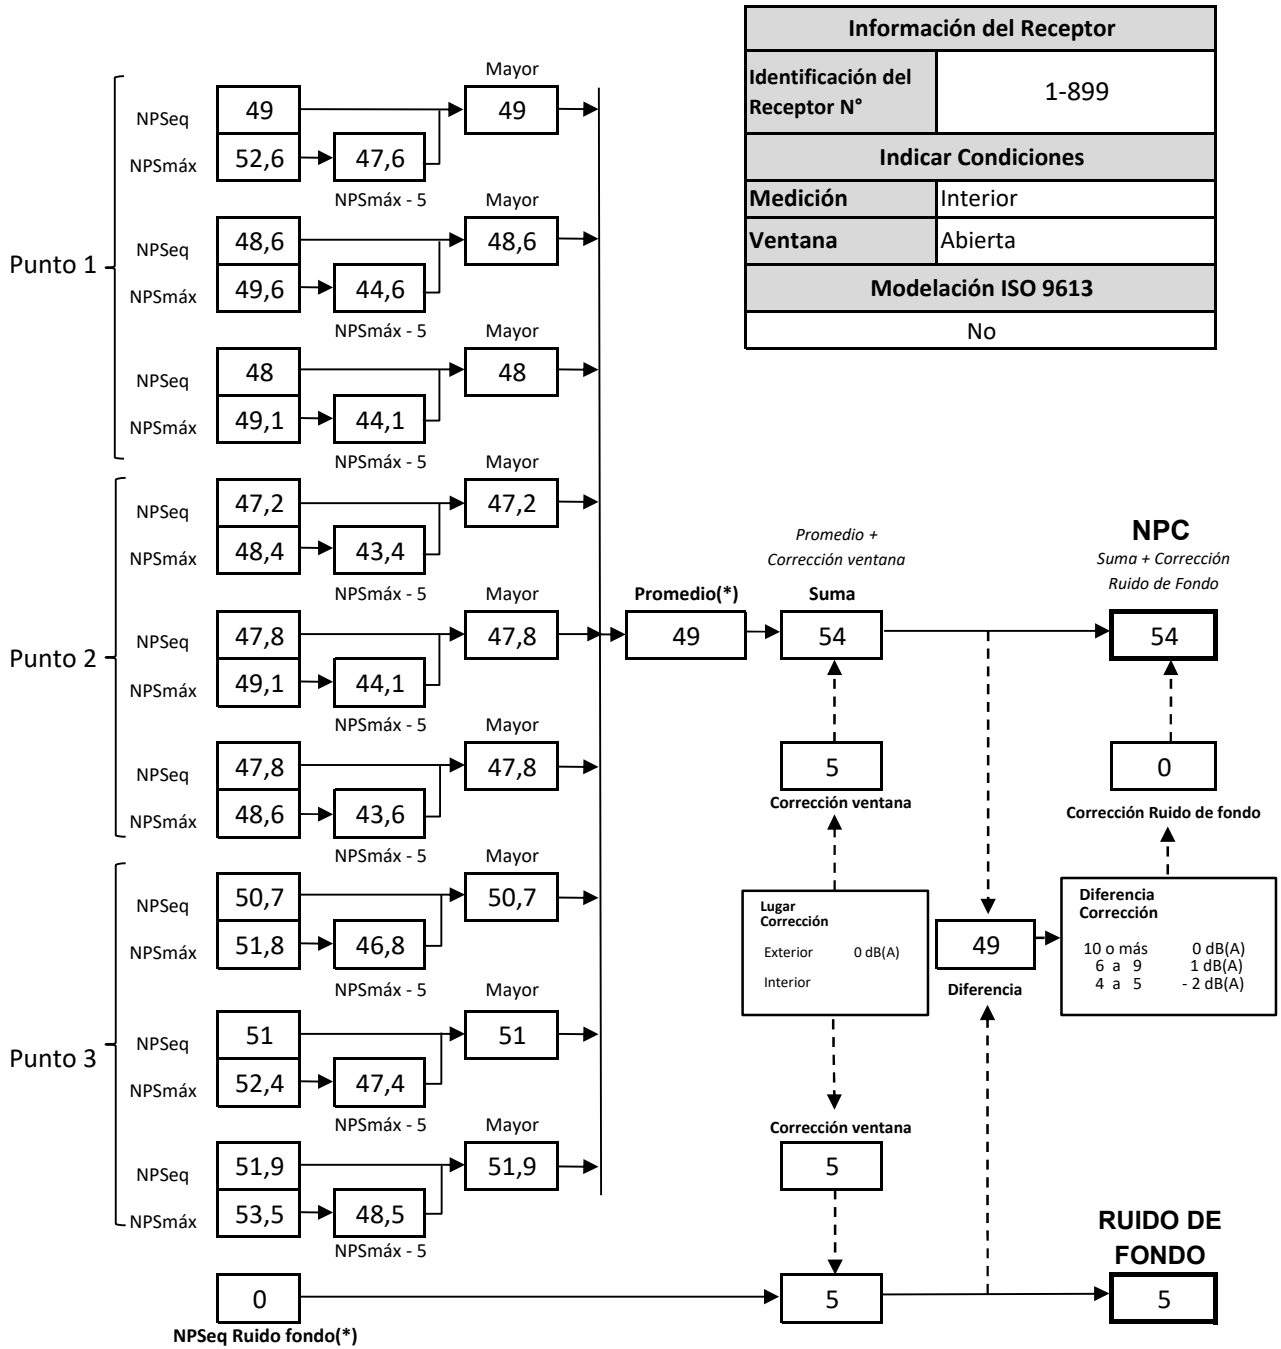 Información del Receptor
Identificación del Receptor N°
1-899
Indicar Condiciones
Medición
Interior
Ventana
Abierta
Modelación ISO 9613
No
Punto 1
Mayor
NPSeq
49
49
NPSmáx
52,6
47,6
NPSmáx - 5
Mayor
NPSeq
48,6
48,6
NPSmáx
49,6
44,6
NPSmáx - 5
Mayor
NPSeq
48
48
NPSmáx
49,1
44,1
NPSmáx - 5
Punto 2
Mayor
NPSeq
47,2
47,2
NPSmáx
48,4
43,4
NPSmáx - 5
Mayor
NPSeq
47,8
47,8
NPSmáx
49,1
44,1
NPSmáx - 5
Mayor
NPSeq
47,8
47,8
NPSmáx
48,6
43,6
NPSmáx - 5
Punto 3
Mayor
NPSeq
50,7
50,7
NPSmáx
51,8
46,8
NPSmáx - 5
NPSeq
51
51
NPSmáx
52,4
47,4
NPSmáx - 5
Mayor
NPSeq
51,9
51,9
NPSmáx
53,5
48,5
NPSmáx - 5
0
NPSeq Ruido fondo(*)
Promedio(*)
49
Promedio +
Corrección ventana
Suma
54
5
Corrección ventana
Lugar
Corrección
Exterior 0 dB(A)
Interior
Corrección ventana
5
5
49
Diferencia
NPC
Suma + Corrección
Ruido de Fondo
54
0
Corrección Ruido de fondo
Diferencia
Corrección
10 o más 0 dB(A)
6 a 9 1 dB(A)
4 a 5 - 2 dB(A)
RUIDO DE
FONDO
5